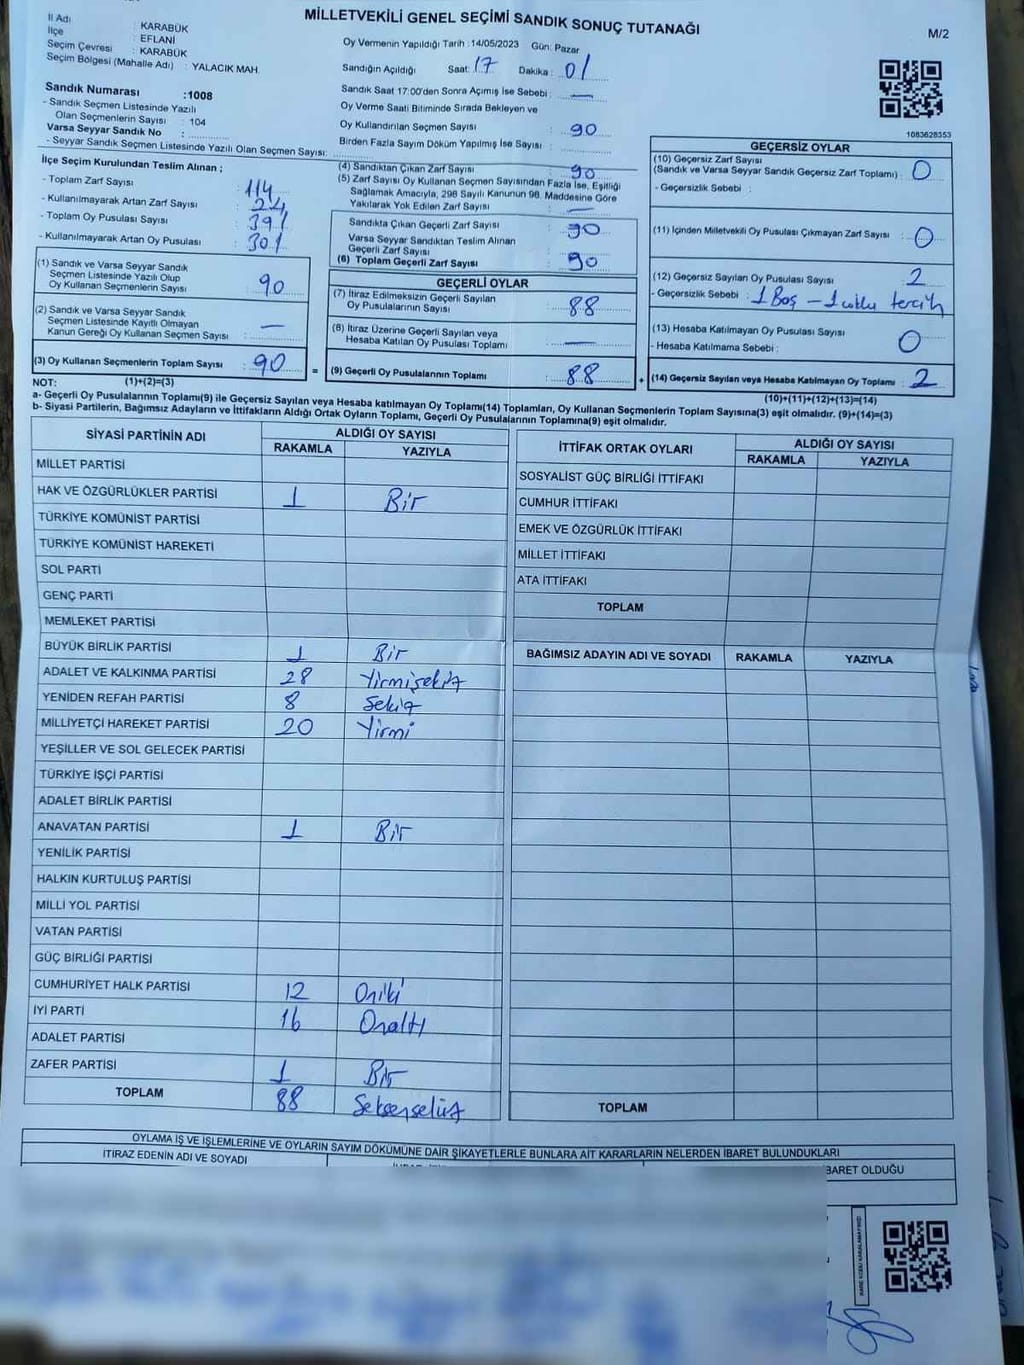 MİLLETVEKİLİ GENEL SEÇİMİ SANDIK SONUÇ TUTANAĞI
M/2
İl Adı : KARABÜK
İlçe : EFLANİ
Seçim Çevresi : KARABÜK
Seçim Bölgesi (Mahalle Adı) : YALACIK MAH.
Sandık Numarası :1008
- Sandık Seçmen Listesinde Yazılı
Olan Seçmenlerin Sayısı : 104
Varsa Seyyar Sandık No :
- Seyyar Sandık Seçmen Listesinde Yazılı Olan Seçmen Sayısı:
Oy Vermenin Yapıldığı Tarih :14/05/2023 Gün: Pazar
Sandığın Açıldığı Saat: 17 Dakika: 01
Sandık Saat 17:00'den Sonra Açılmış İse Sebebi : —
Oy Verme Saati Bitiminde Sırada Bekleyen ve
Oy Kullandırılan Seçmen Sayısı : 90
Birden Fazla Sayım Döküm Yapılmış İse Sayısı :
1083628353
İlçe Seçim Kurulundan Teslim Alınan ;
- Toplam Zarf Sayısı : 114
- Kullanılmayarak Artan Zarf Sayısı : 24
- Toplam Oy Pusulası Sayısı : 391
- Kullanılmayarak Artan Oy Pusulası : 301
(1) Sandık ve Varsa Seyyar Sandık
Seçmen Listesinde Yazılı Olup
Oy Kullanan Seçmenlerin Sayısı : 90
(2) Sandık ve Varsa Seyyar Sandık
Seçmen Listesinde Kayıtlı Olmayan
Kanun Gereği Oy Kullanan Seçmen Sayısı : —
(3) Oy Kullanan Seçmenlerin Toplam Sayısı : 90
(4) Sandıktan Çıkan Zarf Sayısı : 90
(5) Zarf Sayısı Oy Kullanan Seçmen Sayısından Fazla İse, Eşitliği
Sağlamak Amacıyla, 298 Sayılı Kanunun 98. Maddesine Göre
Yakılarak Yok Edilen Zarf Sayısı : —
Sandıkta Çıkan Geçerli Zarf Sayısı : 90
Varsa Seyyar Sandıktan Teslim Alınan
Geçerli Zarf Sayısı :
(6) Toplam Geçerli Zarf Sayısı : 90
GEÇERLİ OYLAR
(7) İtiraz Edilmeksizin Geçerli Sayılan
Oy Pusulalarının Sayısı : 88
(8) İtiraz Üzerine Geçerli Sayılan veya
Hesaba Katılan Oy Pusulası Toplamı : —
= (9) Geçerli Oy Pusulalarının Toplamı : 88
GEÇERSİZ OYLAR
(10) Geçersiz Zarf Sayısı
(Sandık ve Varsa Seyyar Sandık Geçersiz Zarf Toplamı) : 0
- Geçersizlik Sebebi :
(11) İçinden Milletvekili Oy Pusulası Çıkmayan Zarf Sayısı : 0
(12) Geçersiz Sayılan Oy Pusulası Sayısı : 2
- Geçersizlik Sebebi : 1 Boş - 1 çoklu tercih
(13) Hesaba Katılmayan Oy Pusulası Sayısı : 0
- Hesaba Katılmama Sebebi :
+ (14) Geçersiz Sayılan veya Hesaba Katılmayan Oy Toplamı : 2
NOT: (1)+(2)=(3) (10)+(11)+(12)+(13)=(14)
a- Geçerli Oy Pusulalarının Toplamı(9) ile Geçersiz Sayılan veya Hesaba katılmayan Oy Toplamı(14) Toplamları, Oy Kullanan Seçmenlerin Toplam Sayısına(3) eşit olmalıdır. (9)+(14)=(3)
b- Siyasi Partilerin, Bağımsız Adayların ve İttifakların Aldığı Ortak Oyların Toplamı, Geçerli Oy Pusulalarının Toplamına(9) eşit olmalıdır.
SİYASİ PARTİNİN ADI ALDIĞI OY SAYISI
RAKAMLA YAZIYLA
MİLLET PARTİSİ
HAK VE ÖZGÜRLÜKLER PARTİSİ 1 Bir
TÜRKİYE KOMÜNİST PARTİSİ
TÜRKİYE KOMÜNİST HAREKETİ
SOL PARTİ
GENÇ PARTİ
MEMLEKET PARTİSİ
BÜYÜK BİRLİK PARTİSİ 1 Bir
ADALET VE KALKINMA PARTİSİ 28 Yirmisekiz
YENİDEN REFAH PARTİSİ 8 Sekiz
MİLLİYETÇİ HAREKET PARTİSİ 20 Yirmi
YEŞİLLER VE SOL GELECEK PARTİSİ
TÜRKİYE İŞÇİ PARTİSİ
ADALET BİRLİK PARTİSİ
ANAVATAN PARTİSİ 1 Bir
YENİLİK PARTİSİ
HALKIN KURTULUŞ PARTİSİ
MİLLİ YOL PARTİSİ
VATAN PARTİSİ
GÜÇ BİRLİĞİ PARTİSİ
CUMHURİYET HALK PARTİSİ 12 Oniki
İYİ PARTİ 16 Onaltı
ADALET PARTİSİ
ZAFER PARTİSİ 1 Bir
TOPLAM 88 Seksensekiz
İTTİFAK ORTAK OYLARI ALDIĞI OY SAYISI
RAKAMLA YAZIYLA
SOSYALİST GÜÇ BİRLİĞİ İTTİFAKI
CUMHUR İTTİFAKI
EMEK VE ÖZGÜRLÜK İTTİFAKI
MİLLET İTTİFAKI
ATA İTTİFAKI
TOPLAM
BAĞIMSIZ ADAYIN ADI VE SOYADI RAKAMLA YAZIYLA
TOPLAM
OYLAMA İŞ VE İŞLEMLERİNE VE OYLARIN SAYIM DÖKÜMÜNE DAİR ŞİKAYETLERLE BUNLARA AİT KARARLARIN NELERDEN İBARET BULUNDUKLARI
İTİRAZ EDENİN ADI VE SOYADI
BARET OLDUĞU